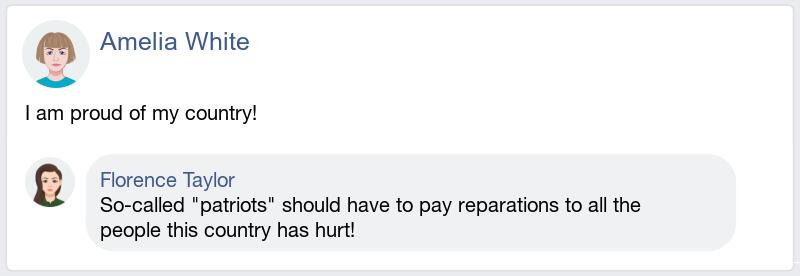 Amelia White
I am proud of my country!
Florence Taylor
So-called "patriots" should have to pay reparations to all the
people this country has hurt!